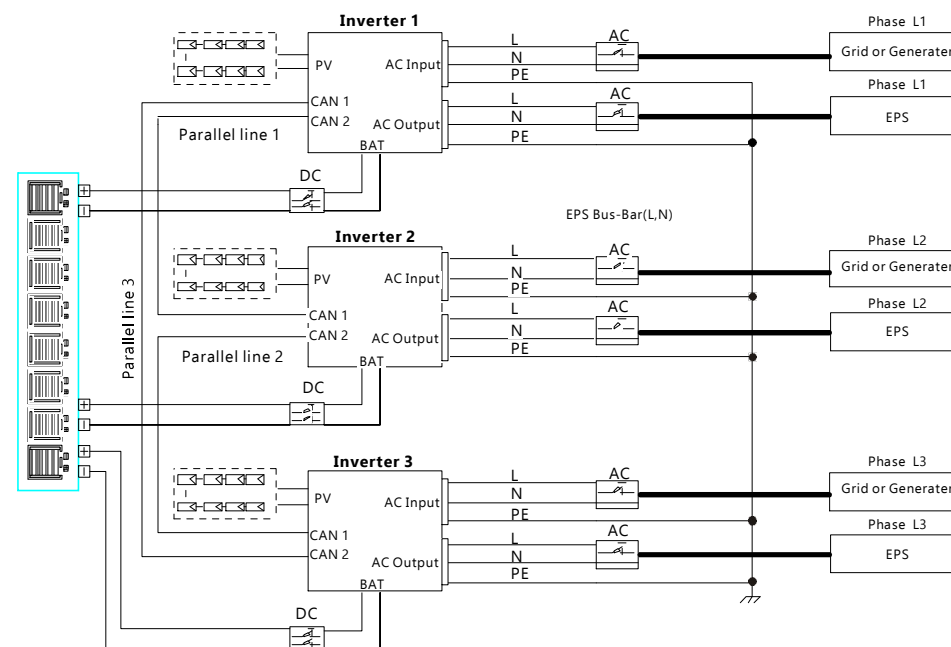 Inverter 1
Phase L1
L
AC
Grid or Generater
PV
AC Input
N
PE
Phase L1
CAN 1
L
AC
CAN 2
N
EPS
Parallel line 1
AC Output
PE
BAT
DC
+
−
EPS Bus-Bar(L,N)
Inverter 2
Phase L2
L
AC
Grid or Generater
PV
AC Input
N
PE
Phase L2
Parallel line 3
CAN 1
L
AC
CAN 2
N
EPS
Parallel line 2
AC Output
PE
BAT
DC
+
−
Inverter 3
Phase L3
+
L
AC
−
Grid or Generater
PV
AC Input
N
PE
Phase L3
CAN 1
L
AC
CAN 2
N
EPS
AC Output
PE
BAT
DC